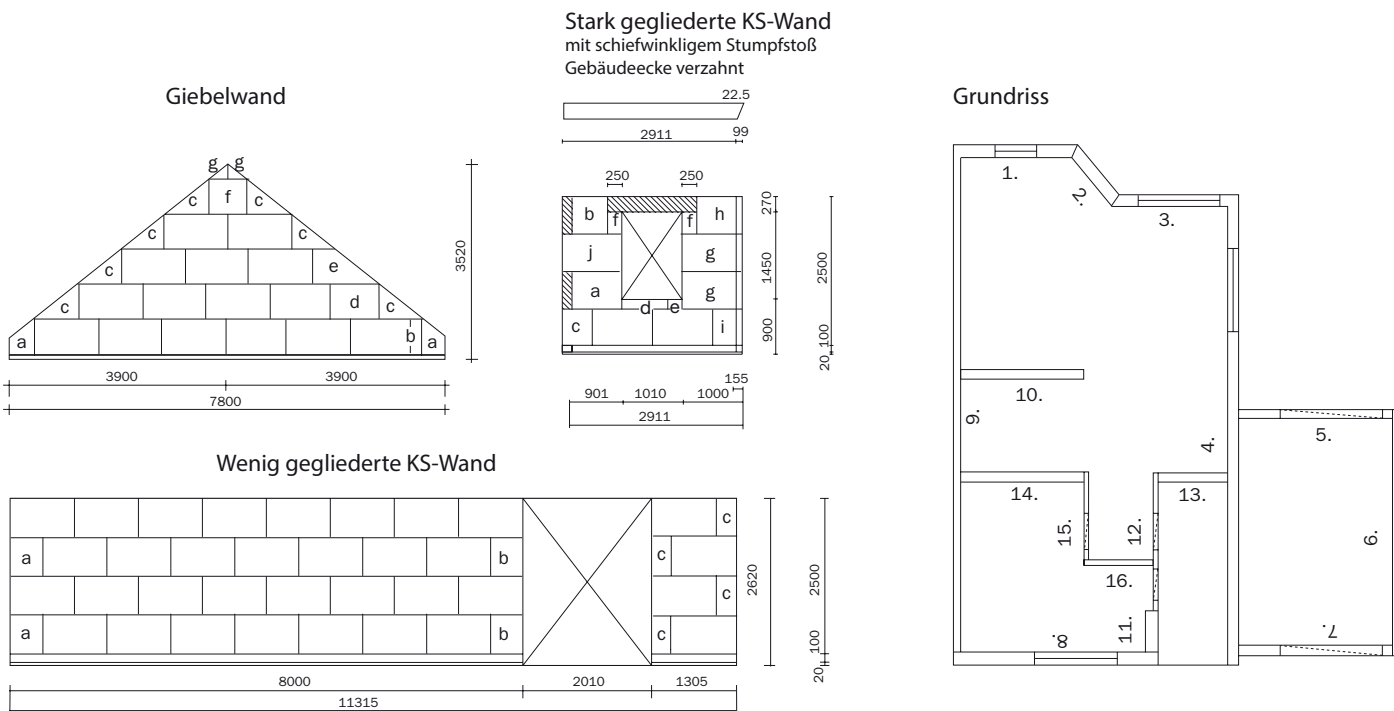 Stark gegliederte KS-Wand
mit schiefwinkligem Stumpfstoß
Gebäudeecke verzahnt
Giebelwand
g g
c f c
c c
c e
c d c
a b a
3520
3900 3900
7800
22.5
2911 99
250 250
b f f h
j g
a g
d e
c i
270
1450
900
2500
100
20
155
901 1010 1000
2911
Grundriss
1.
2.
3.
4.
5.
6.
7.
8.
9.
10.
11.
12.
13.
14.
15.
16.
Wenig gegliederte KS-Wand
c
a b c
c
a b c
2620
2500
100
20
8000 2010 1305
11315